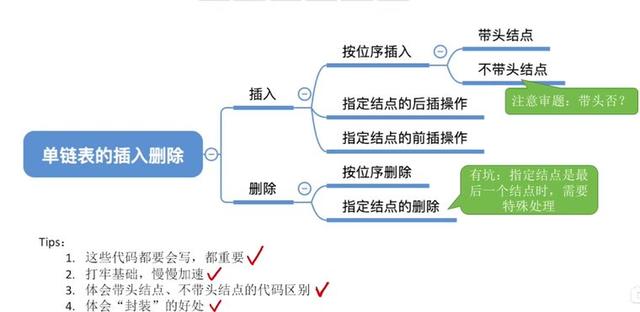 单链表的插入删除
插入
按位序插入
带头结点
不带头结点
注意审题：带头否？
指定结点的后插操作
指定结点的前插操作
删除
按位序删除
指定结点的删除
有坑：指定结点是最
后一个结点时，需要
特殊处理
Tips：
1. 这些代码都要会写，都重要
2. 打牢基础，慢慢加速
3. 体会带头结点、不带头结点的代码区别
4. 体会“封装”的好处